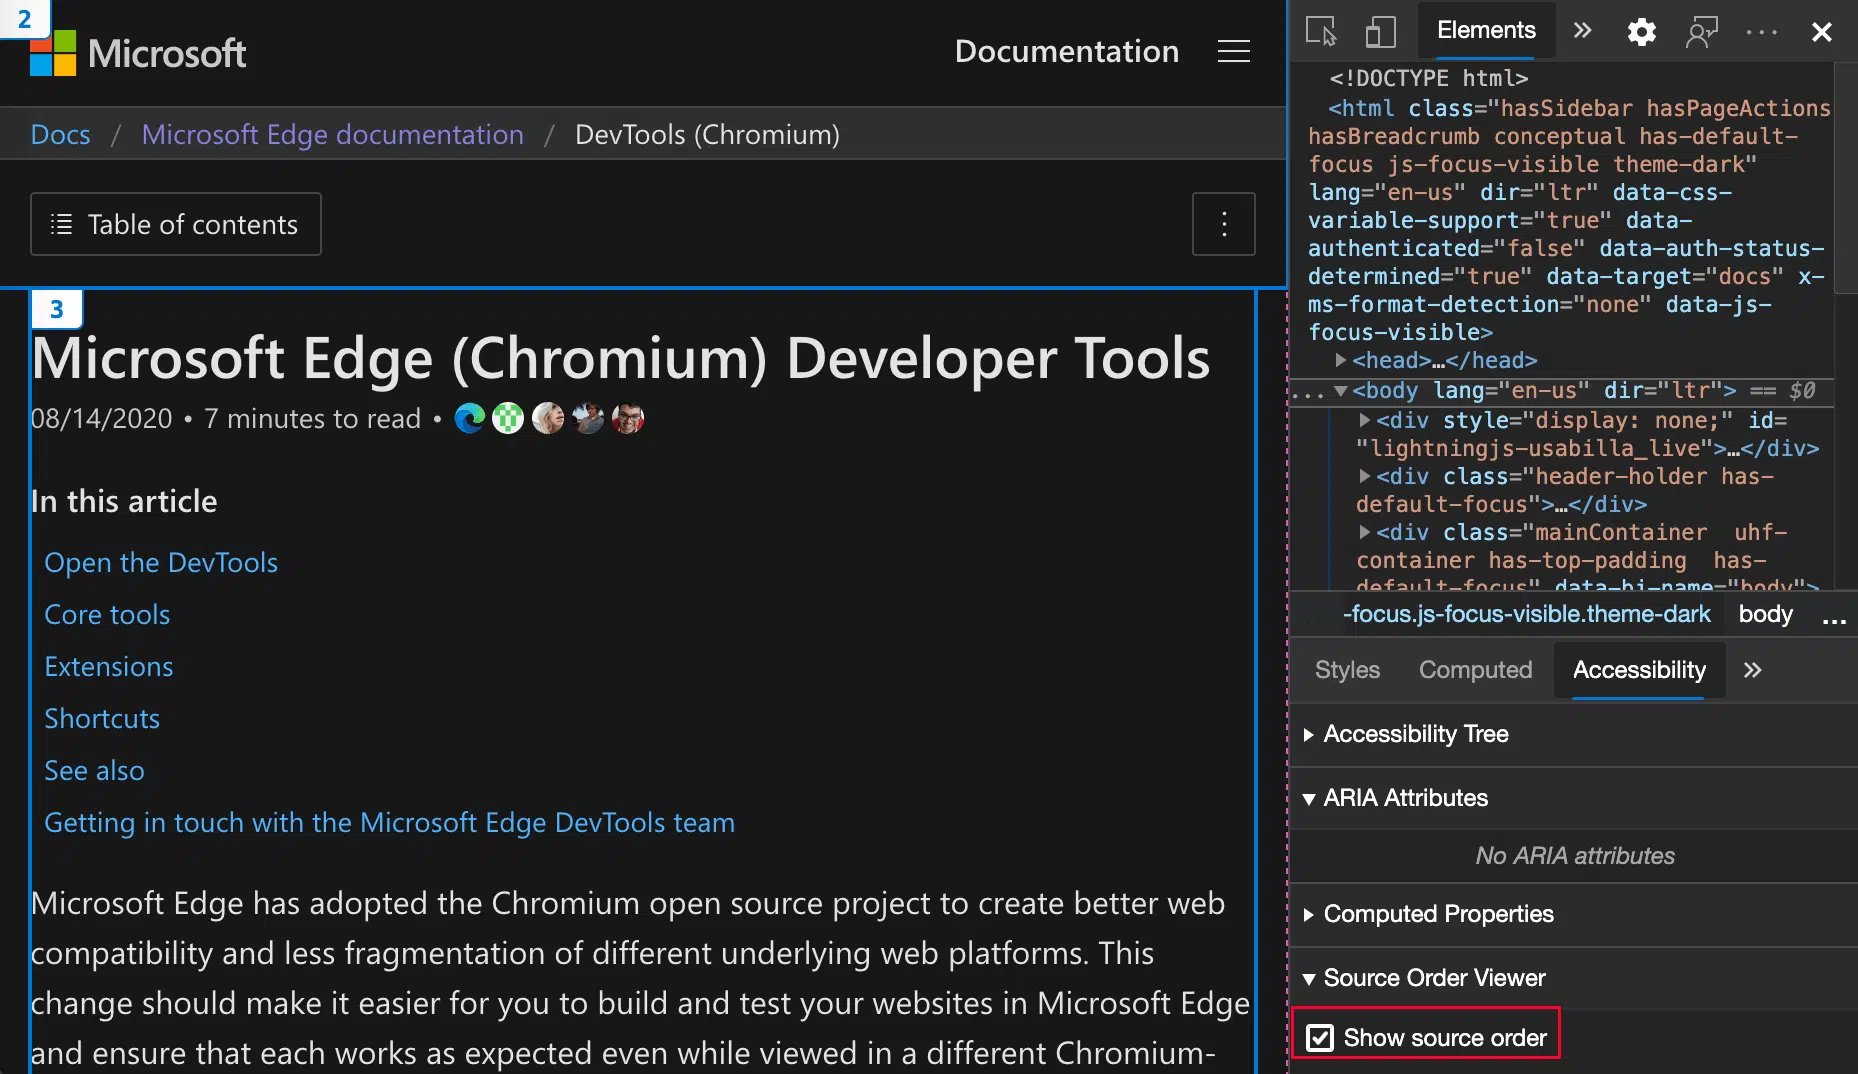 2
Microsoft
Documentation
Docs / Microsoft Edge documentation / DevTools (Chromium)
Table of contents
3
Microsoft Edge (Chromium) Developer Tools
08/14/2020 • 7 minutes to read •
In this article
Open the DevTools
Core tools
Extensions
Shortcuts
See also
Getting in touch with the Microsoft Edge DevTools team
Microsoft Edge has adopted the Chromium open source project to create better web
compatibility and less fragmentation of different underlying web platforms. This
change should make it easier for you to build and test your websites in Microsoft Edge
and ensure that each works as expected even while viewed in a different Chromium-
Elements
<!DOCTYPE html>
<html class="hasSidebar hasPageActions
hasBreadcrumb conceptual has-default-
focus js-focus-visible theme-dark"
lang="en-us" dir="ltr" data-css-
variable-support="true" data-
authenticated="false" data-auth-status-
determined="true" data-target="docs" x-
ms-format-detection="none" data-js-
focus-visible>
<head>…</head>
...<body lang="en-us" dir="ltr"> == $0
<div style="display: none;" id=
"lightningjs-usabilla_live">…</div>
<div class="header-holder has-
default-focus">…</div>
<div class="mainContainer  uhf-
container has-top-padding  has-
default-focus" data-bi-name="body">
-focus.js-focus-visible.theme-dark body ...
Styles Computed Accessibility
Accessibility Tree
ARIA Attributes
No ARIA attributes
Computed Properties
Source Order Viewer
Show source order